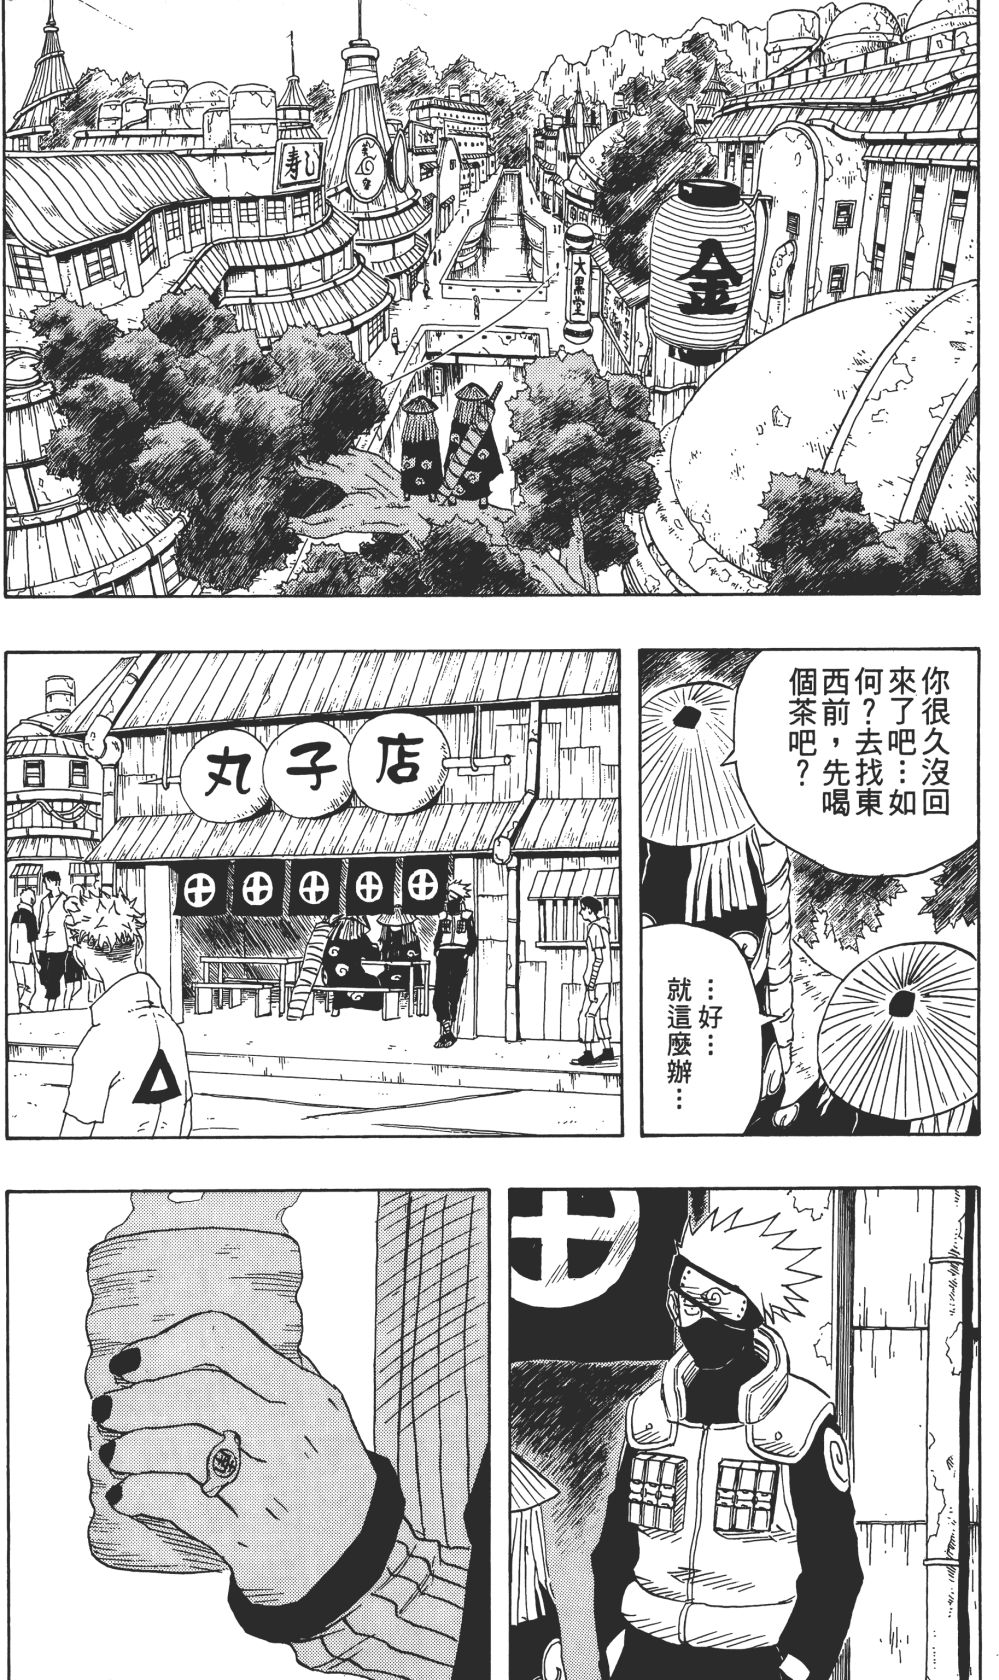 寿し
金
大黒堂
你很久沒回
來了吧…如
何？去找東
西前，先喝
個茶吧？
…好…
就這麼辦…
丸子店